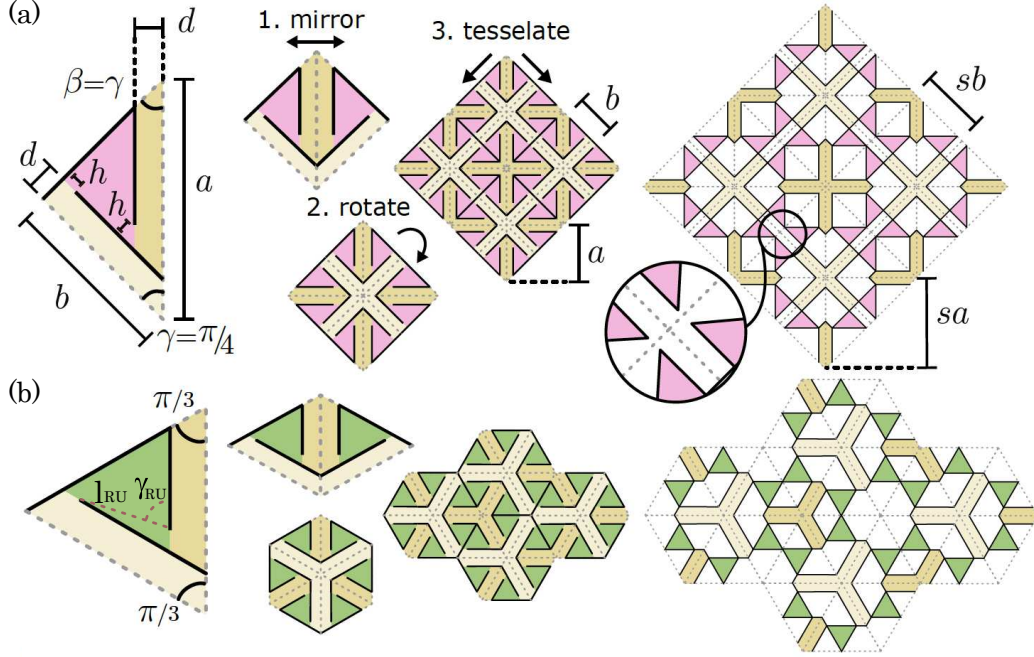 (a)
d
1. mirror
3. tesselate
β=γ
b
sb
d
h
h
a
2. rotate
a
b
γ=π/4
sa
(b)
π/3
l_RU
γ_RU
π/3